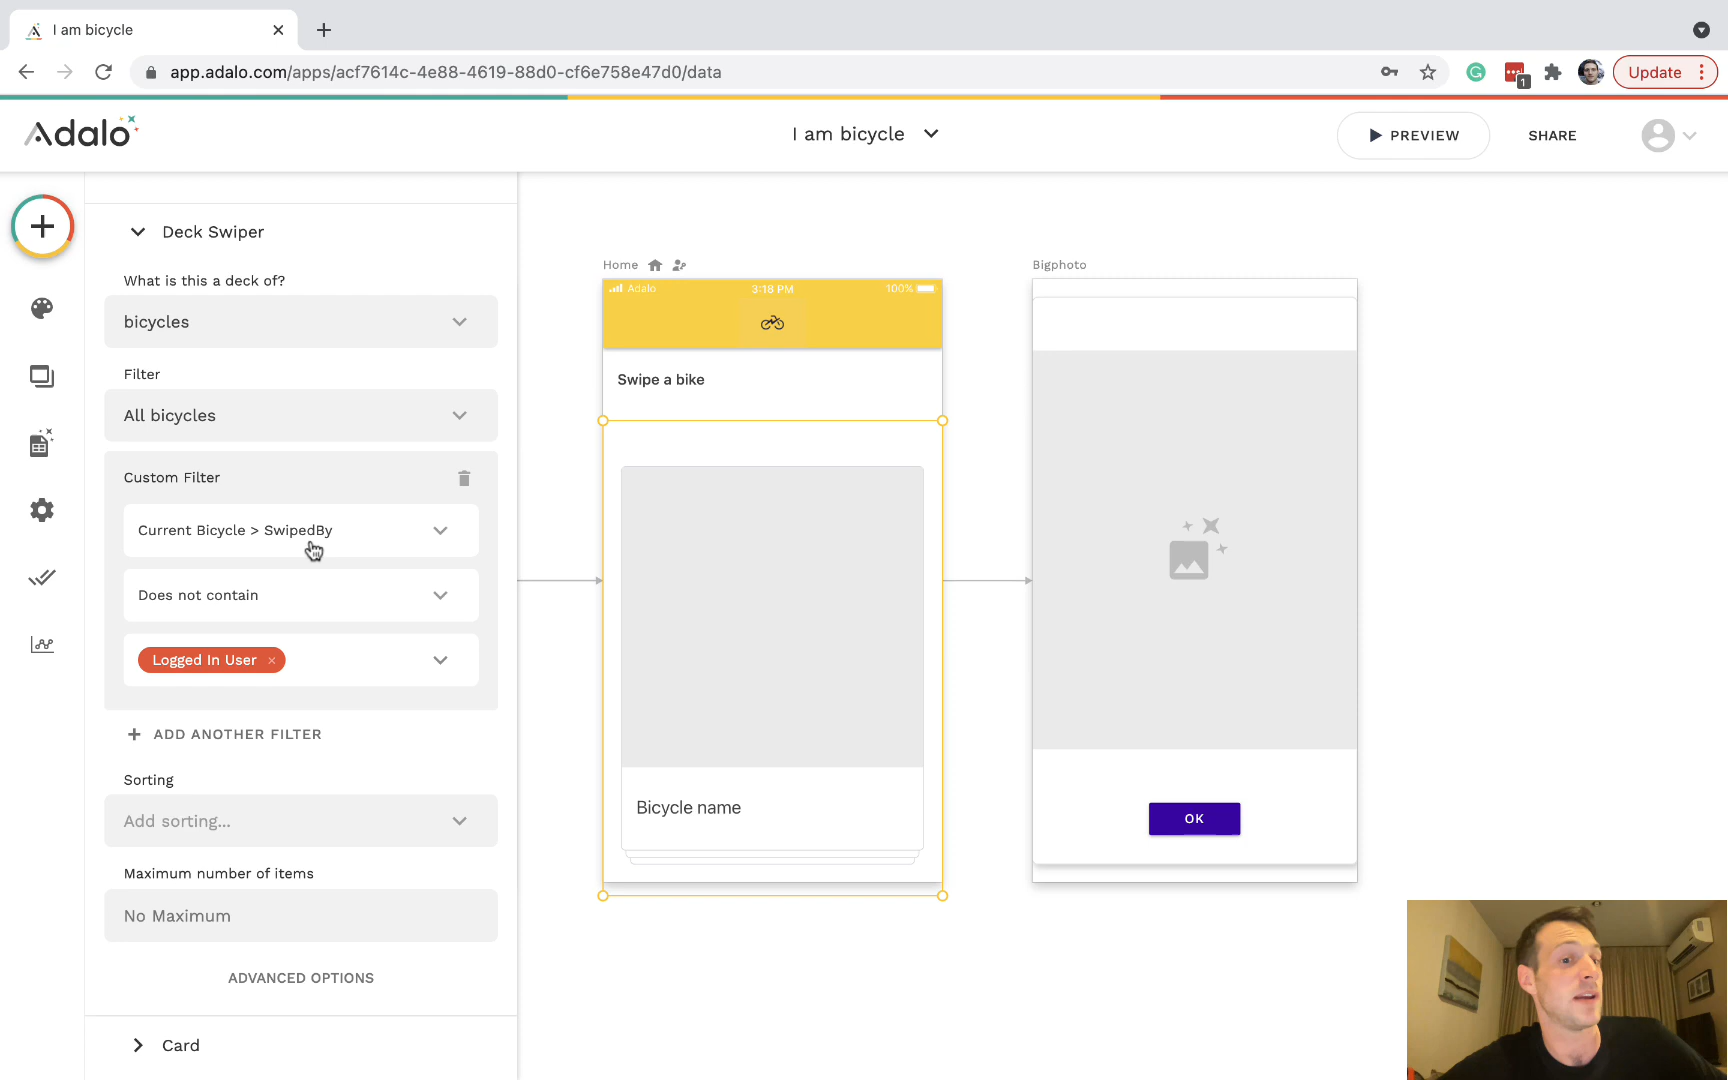 I am bicycle
app.adalo.com/apps/acf7614c-4e88-4619-88d0-cf6e758e47d0/data
1
Update
Adalo
I am bicycle
PREVIEW
SHARE
Deck Swiper
What is this a deck of?
bicycles
Filter
All bicycles
Custom Filter
Current Bicycle > SwipedBy
Does not contain
Logged In User ×
ADD ANOTHER FILTER
Sorting
Add sorting...
Maximum number of items
No Maximum
ADVANCED OPTIONS
Card
Home
Adalo 3:18 PM 100%
Swipe a bike
Bicycle name
Bigphoto
OK